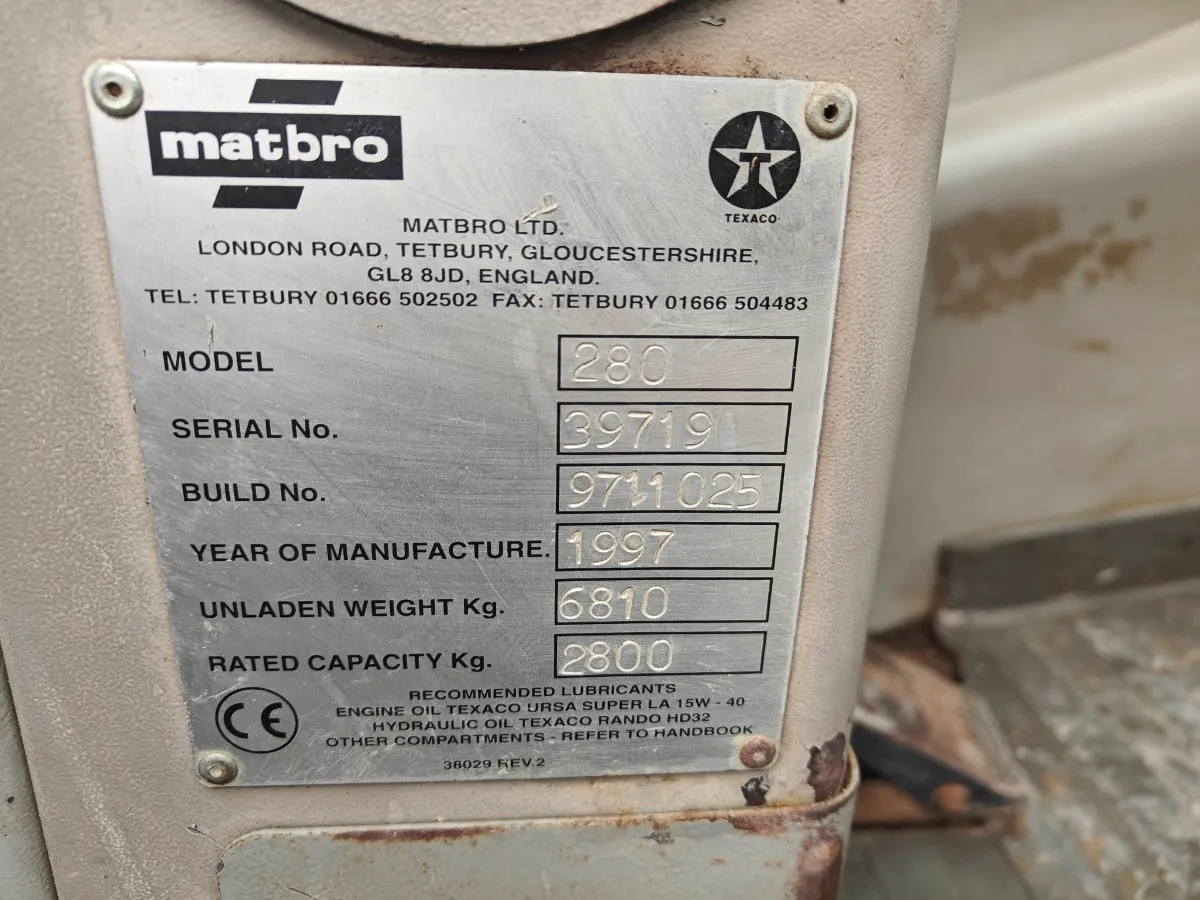 matbro
T
TEXACO
MATBRO LTD.
LONDON ROAD, TETBURY, GLOUCESTERSHIRE,
GL8 8JD, ENGLAND.
TEL: TETBURY 01666 502502 FAX: TETBURY 01666 504483
MODEL 280
SERIAL No. 39719
BUILD No. 9711025
YEAR OF MANUFACTURE. 1997
UNLADEN WEIGHT Kg. 6810
RATED CAPACITY Kg. 2800
CE
RECOMMENDED LUBRICANTS
ENGINE OIL TEXACO URSA SUPER LA 15W - 40
HYDRAULIC OIL TEXACO RANDO HD32
OTHER COMPARTMENTS - REFER TO HANDBOOK
38029 REV.2